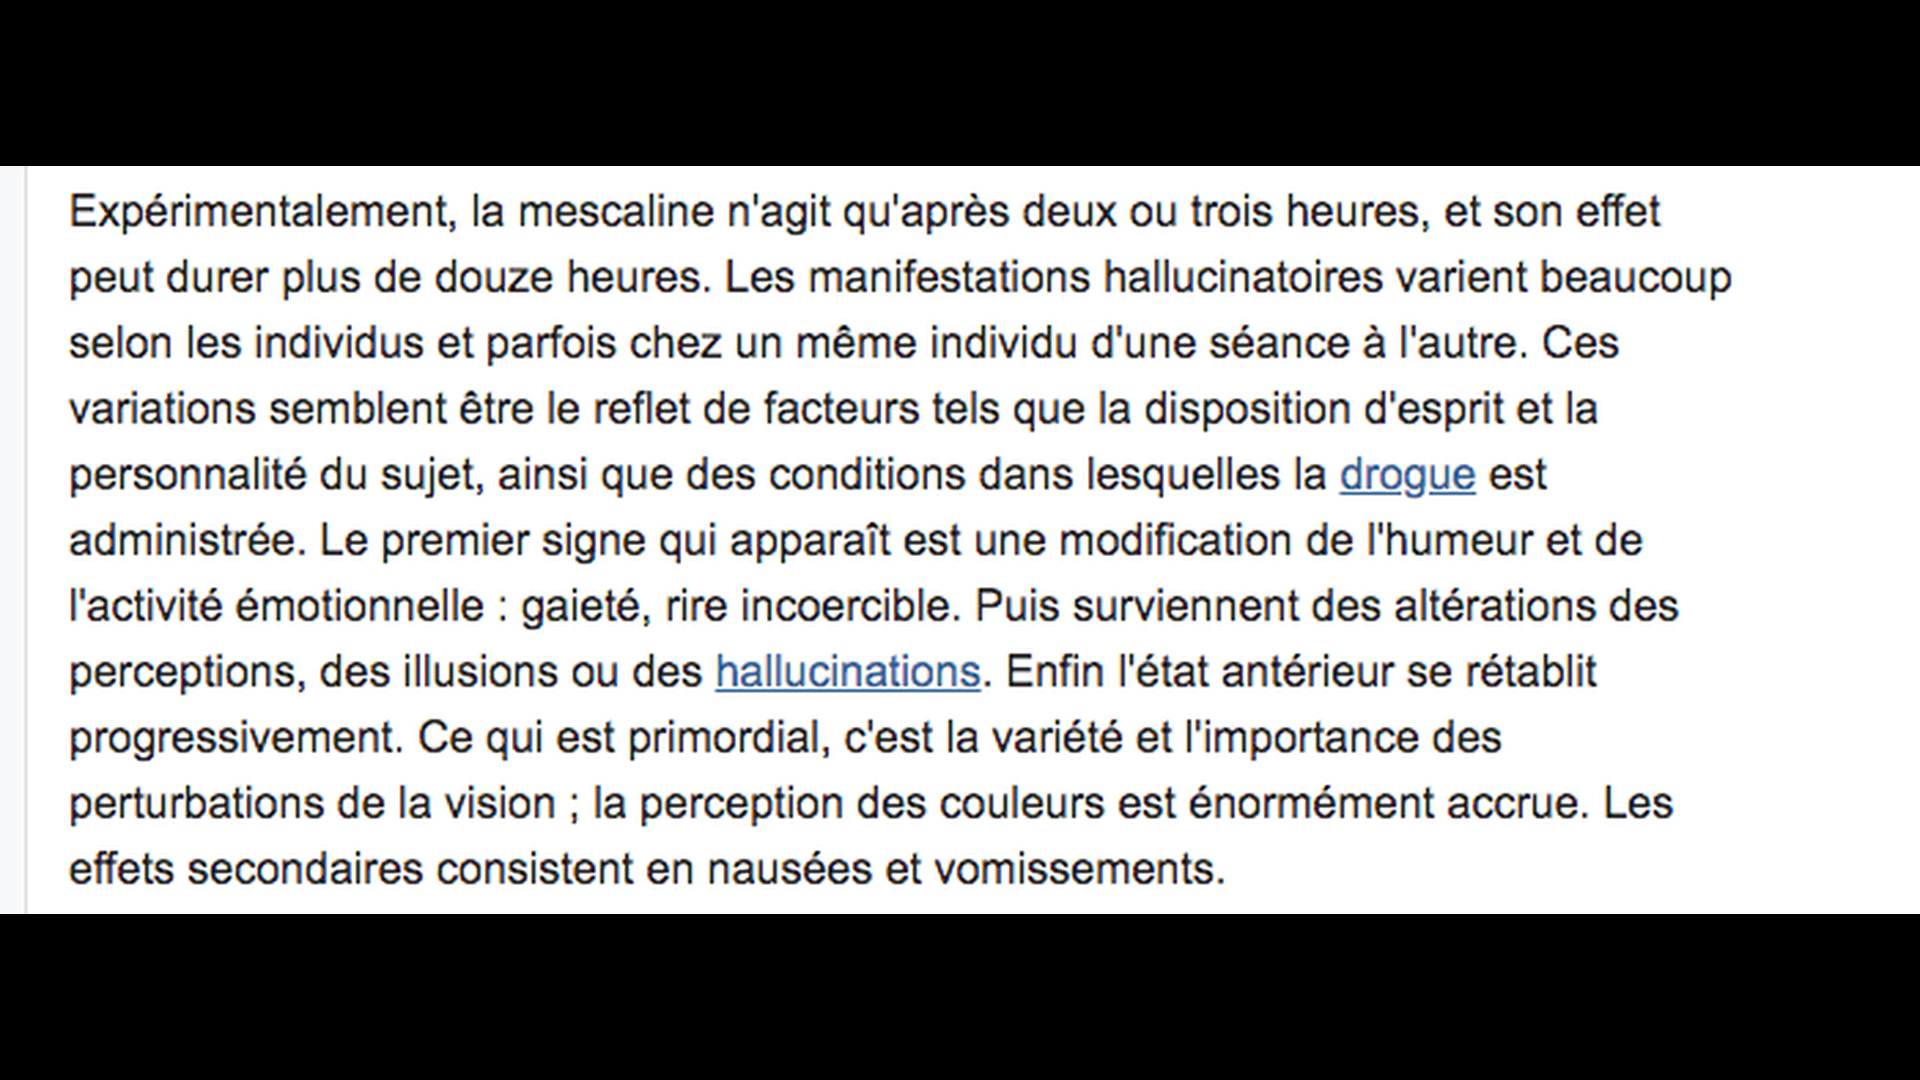 Expérimentalement, la mescaline n'agit qu'après deux ou trois heures, et son effet
peut durer plus de douze heures. Les manifestations hallucinatoires varient beaucoup
selon les individus et parfois chez un même individu d'une séance à l'autre. Ces
variations semblent être le reflet de facteurs tels que la disposition d'esprit et la
personnalité du sujet, ainsi que des conditions dans lesquelles la drogue est
administrée. Le premier signe qui apparaît est une modification de l'humeur et de
l'activité émotionnelle : gaieté, rire incoercible. Puis surviennent des altérations des
perceptions, des illusions ou des hallucinations. Enfin l'état antérieur se rétablit
progressivement. Ce qui est primordial, c'est la variété et l'importance des
perturbations de la vision ; la perception des couleurs est énormément accrue. Les
effets secondaires consistent en nausées et vomissements.